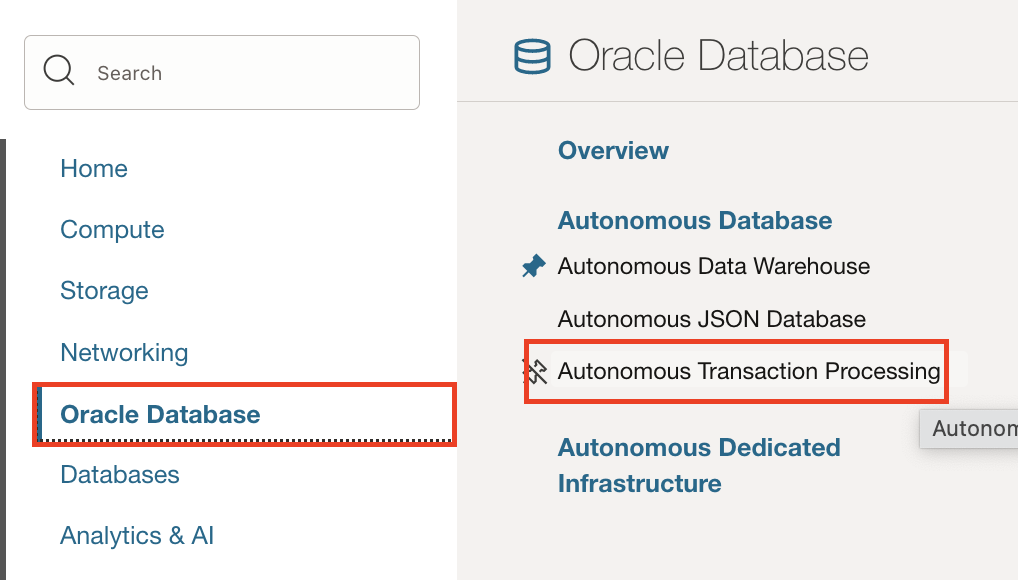 Search
Home
Compute
Storage
Networking
Oracle Database
Databases
Analytics & AI
Oracle Database
Overview
Autonomous Database
Autonomous Data Warehouse
Autonomous JSON Database
Autonomous Transaction Processing
Autonomous Dedicated
Infrastructure